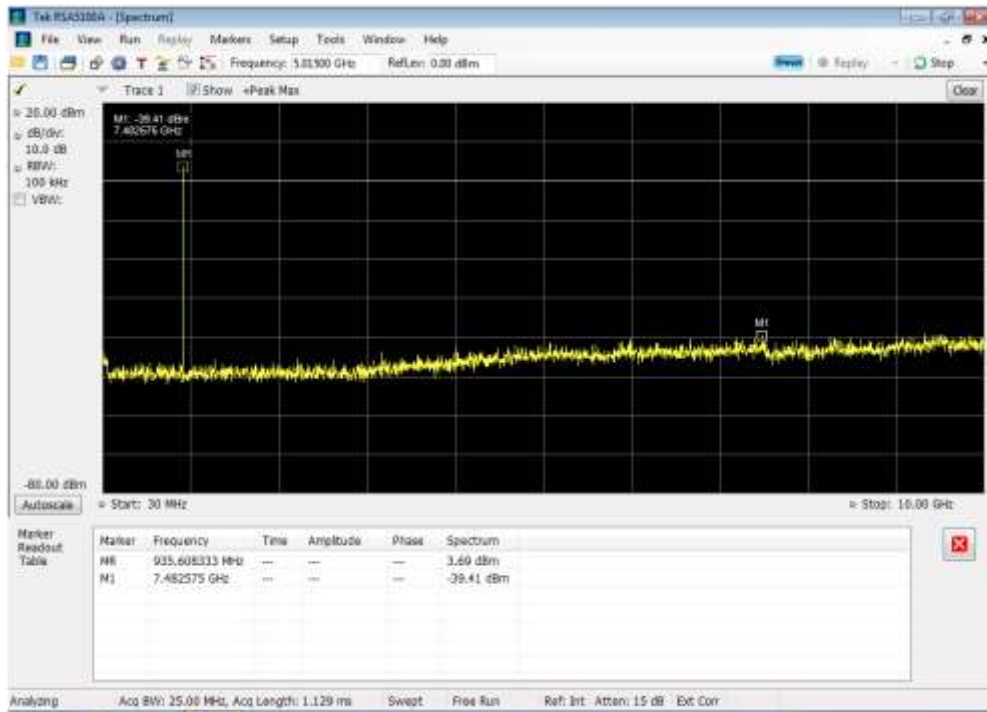 Tek RSA5100A - [Spectrum]
File View Run Replay Markers Setup Tools Window Help
Frequency: 5.01500 GHz RefLev: 0.00 dBm Preset Replay Stop
Trace 1 Show +Peak Max Clear
20.00 dBm
dB/div:
10.0 dB
RBW:
100 kHz
VBW:
M1: -39.41 dBm
7.482575 GHz
MR
M1
-80.00 dBm
Autoscale Start: 30 MHz Stop: 10.00 GHz
Marker
Readout
Table
Marker Frequency Time Amplitude Phase Spectrum
MR 935.608333 MHz --- --- --- 3.69 dBm
M1 7.482575 GHz --- --- --- -39.41 dBm
Analyzing Acq BW: 25.00 MHz, Acq Length: 1.129 ms Swept Free Run Ref: Int Atten: 15 dB Ext Corr